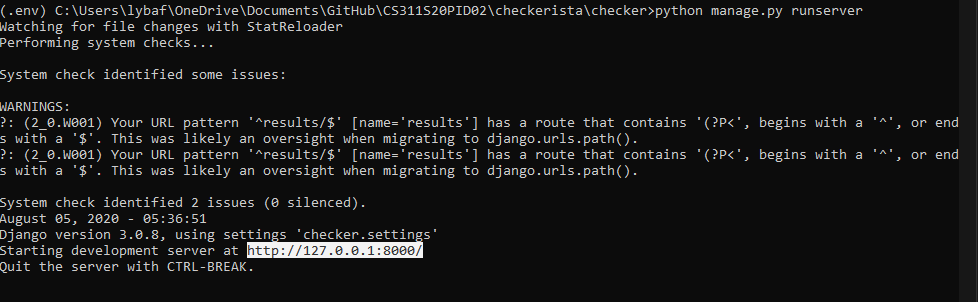 (.env) C:\Users\lybaf\OneDrive\Documents\GitHub\CS311S20PID02\checkerista\checker>python manage.py runserver
Watching for file changes with StatReloader
Performing system checks...
System check identified some issues:
WARNINGS:
?: (2_0.W001) Your URL pattern '^results/$' [name='results'] has a route that contains '(?P<', begins with a '^', or end
s with a '$'. This was likely an oversight when migrating to django.urls.path().
?: (2_0.W001) Your URL pattern '^results/$' [name='results'] has a route that contains '(?P<', begins with a '^', or end
s with a '$'. This was likely an oversight when migrating to django.urls.path().
System check identified 2 issues (0 silenced).
August 05, 2020 - 05:36:51
Django version 3.0.8, using settings 'checker.settings'
Starting development server at http://127.0.0.1:8000/
Quit the server with CTRL-BREAK.